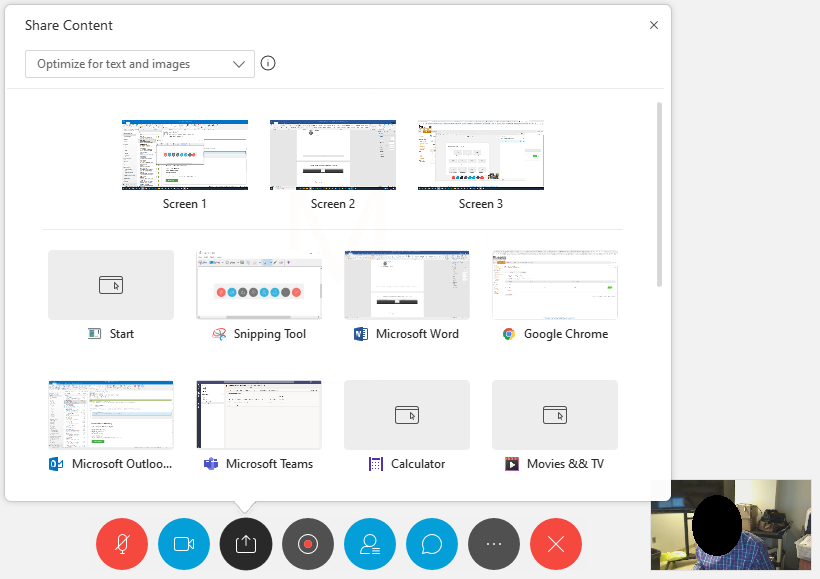 Share Content
Optimize for text and images
Screen 1
Screen 2
Screen 3
Start
Snipping Tool
Microsoft Word
Google Chrome
Microsoft Outloo...
Microsoft Teams
Calculator
Movies && TV